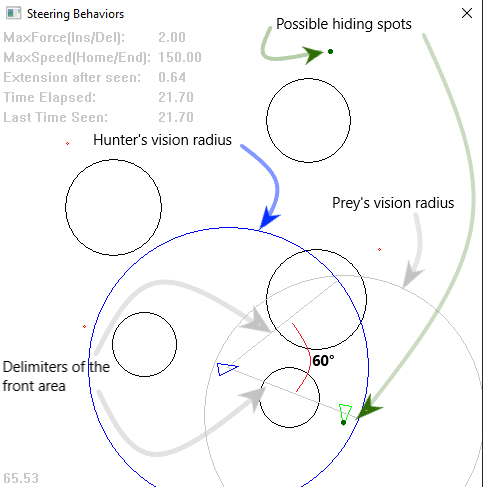 Steering Behaviors
Possible hiding spots
MaxForce(Ins/Del): 2.00
MaxSpeed(Home/End): 150.00
Extension after seen: 0.64
Time Elapsed: 21.70
Last Time Seen: 21.70
Hunter's vision radius
Prey's vision radius
60°
Delimiters of the
front area
65.53